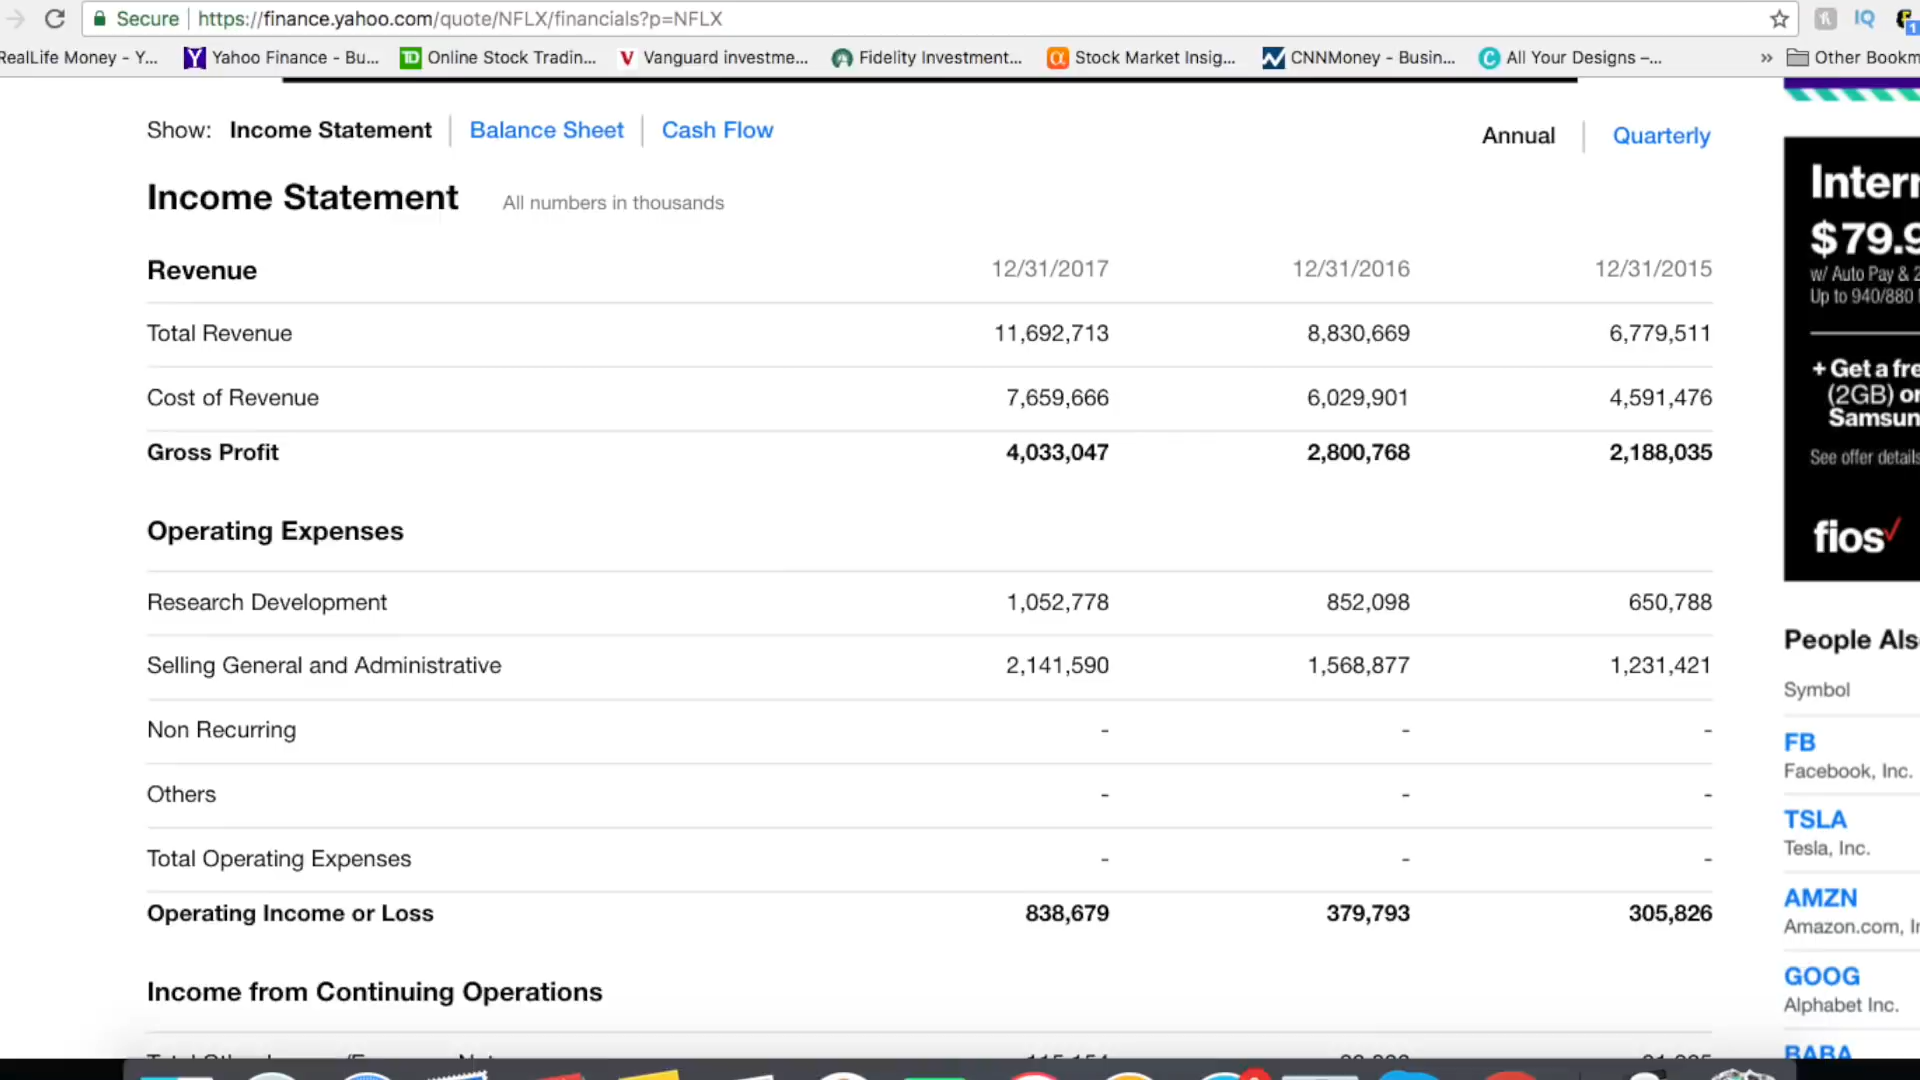 Secure https://finance.yahoo.com/quote/NFLX/financials?p=NFLX IQ 1
RealLife Money - Y... Yahoo Finance - Bu... TD Online Stock Tradin... V Vanguard investme... Fidelity Investment... Stock Market Insig... CNNMoney - Busin... C All Your Designs –... » Other Bookm
Show: Income Statement Balance Sheet Cash Flow Annual Quarterly
Income Statement All numbers in thousands
Revenue 12/31/2017 12/31/2016 12/31/2015
Total Revenue 11,692,713 8,830,669 6,779,511
Cost of Revenue 7,659,666 6,029,901 4,591,476
Gross Profit 4,033,047 2,800,768 2,188,035
Operating Expenses
Research Development 1,052,778 852,098 650,788
Selling General and Administrative 2,141,590 1,568,877 1,231,421
Non Recurring - - -
Others - - -
Total Operating Expenses - - -
Operating Income or Loss 838,679 379,793 305,826
Income from Continuing Operations
Intern
$79.9
w/ Auto Pay & 2
Up to 940/880
+ Get a fre
(2GB) or
Samsun
See offer details
fios
People Als
Symbol
FB
Facebook, Inc.
TSLA
Tesla, Inc.
AMZN
Amazon.com, In
GOOG
Alphabet Inc.
BABA